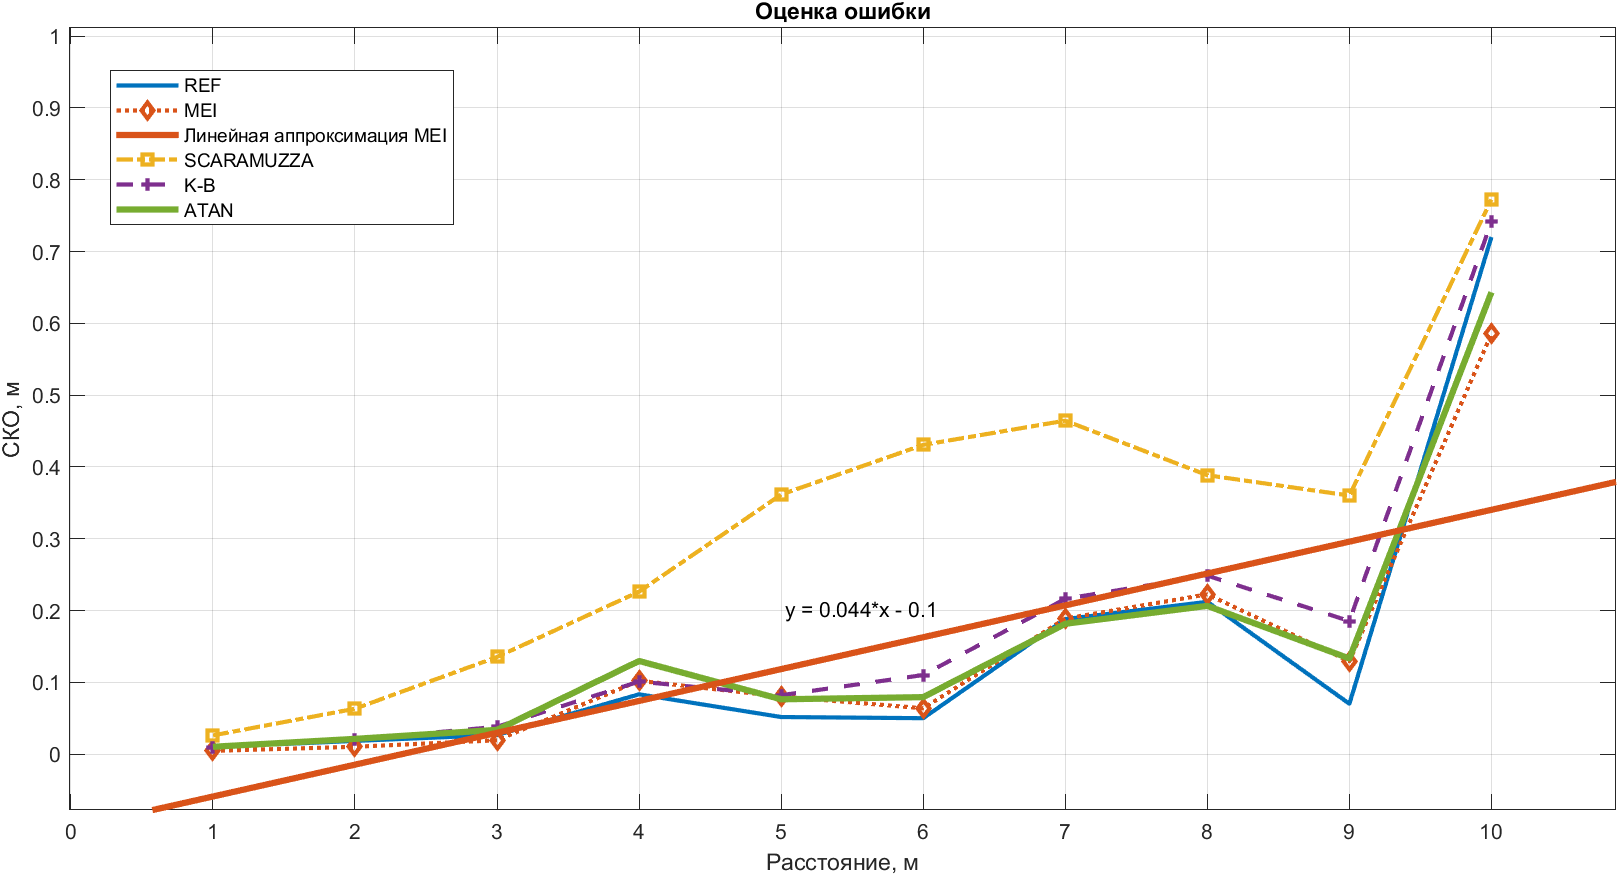 Оценка ошибки
1
0.9
0.8
0.7
0.6
0.5
0.4
0.3
0.2
0.1
0
СКО, м
REF
MEI
Линейная аппроксимация MEI
SCARAMUZZA
K-B
ATAN
y = 0.044*x - 0.1
0 1 2 3 4 5 6 7 8 9 10
Расстояние, м